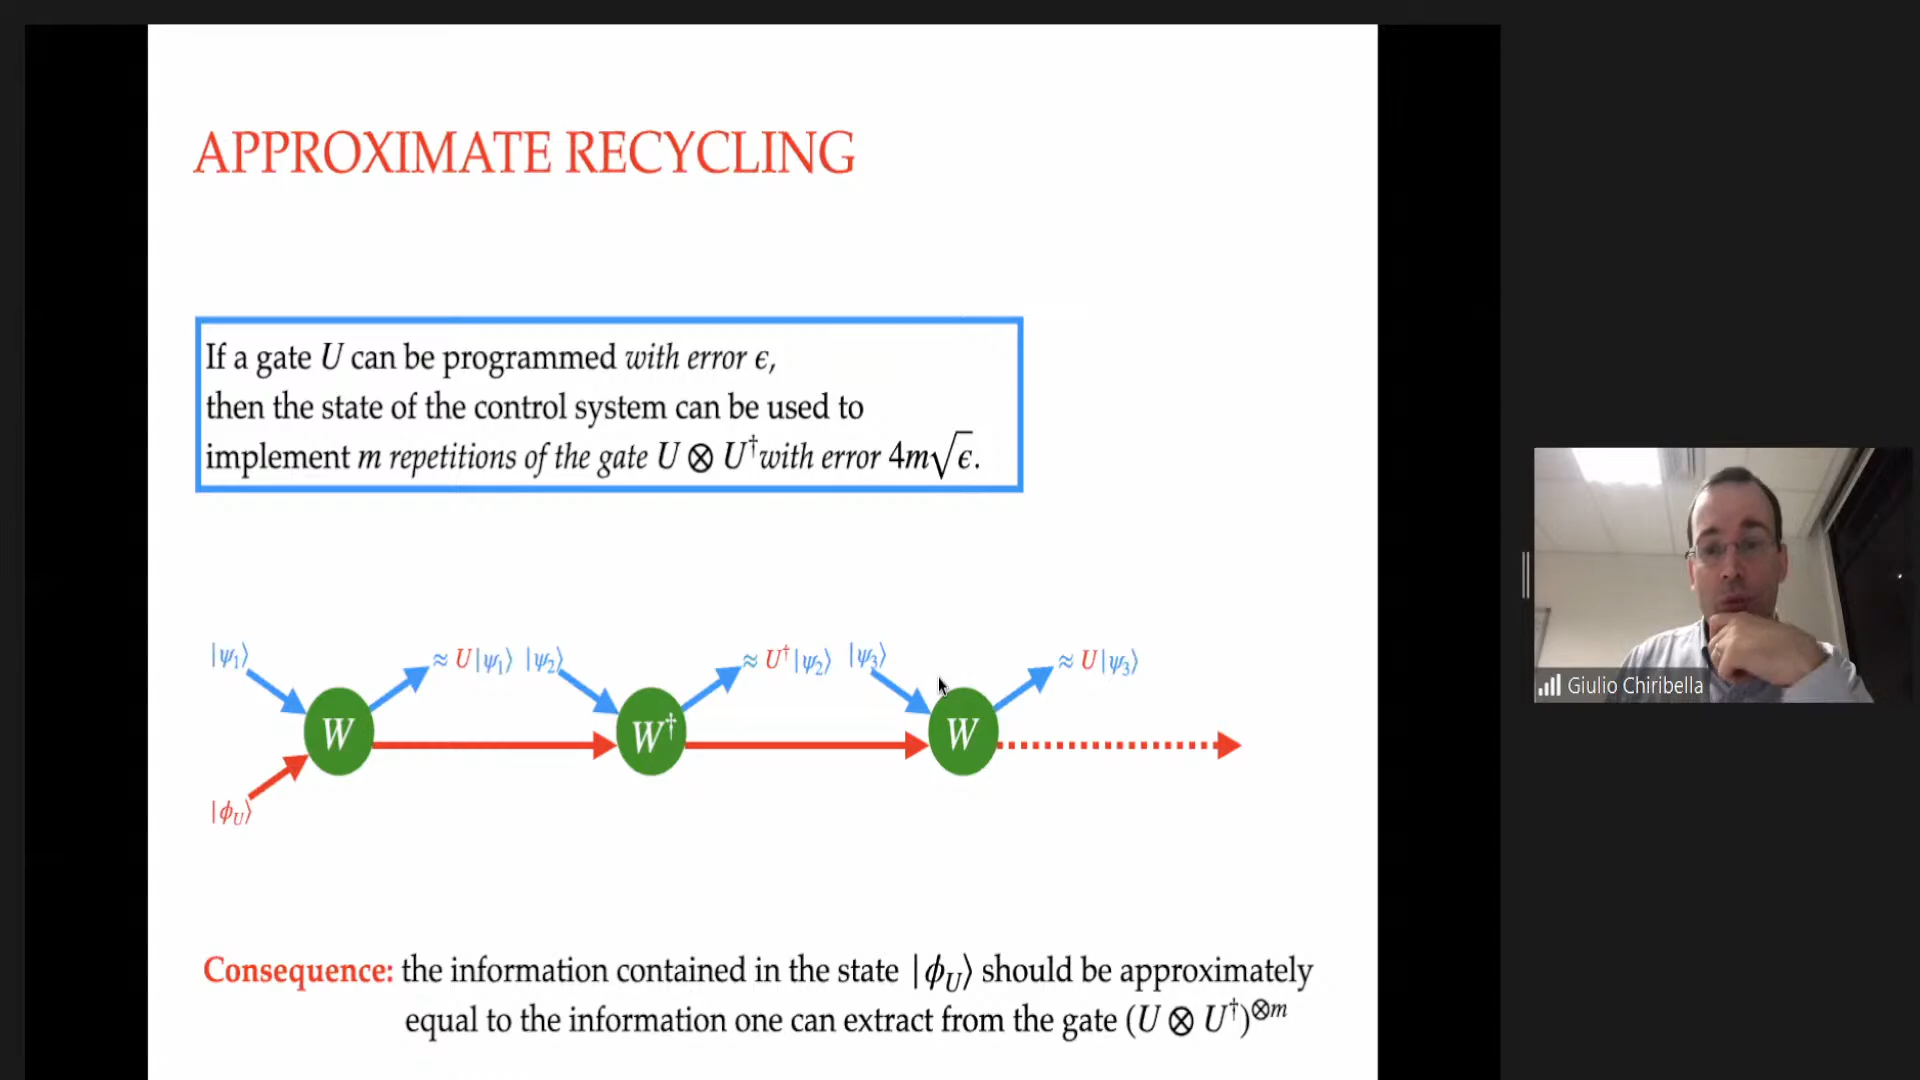 APPROXIMATE RECYCLING
If a gate U can be programmed with error ϵ,
then the state of the control system can be used to
implement m repetitions of the gate U ⊗ U† with error 4m√ϵ.
|ψ₁⟩ ≈ U|ψ₁⟩ |ψ₂⟩ ≈ U†|ψ₂⟩ |ψ₃⟩ ≈ U|ψ₃⟩
W W† W
|ϕ_U⟩
Consequence: the information contained in the state |ϕ_U⟩ should be approximately
equal to the information one can extract from the gate (U ⊗ U†)^⊗m
Giulio Chiribella